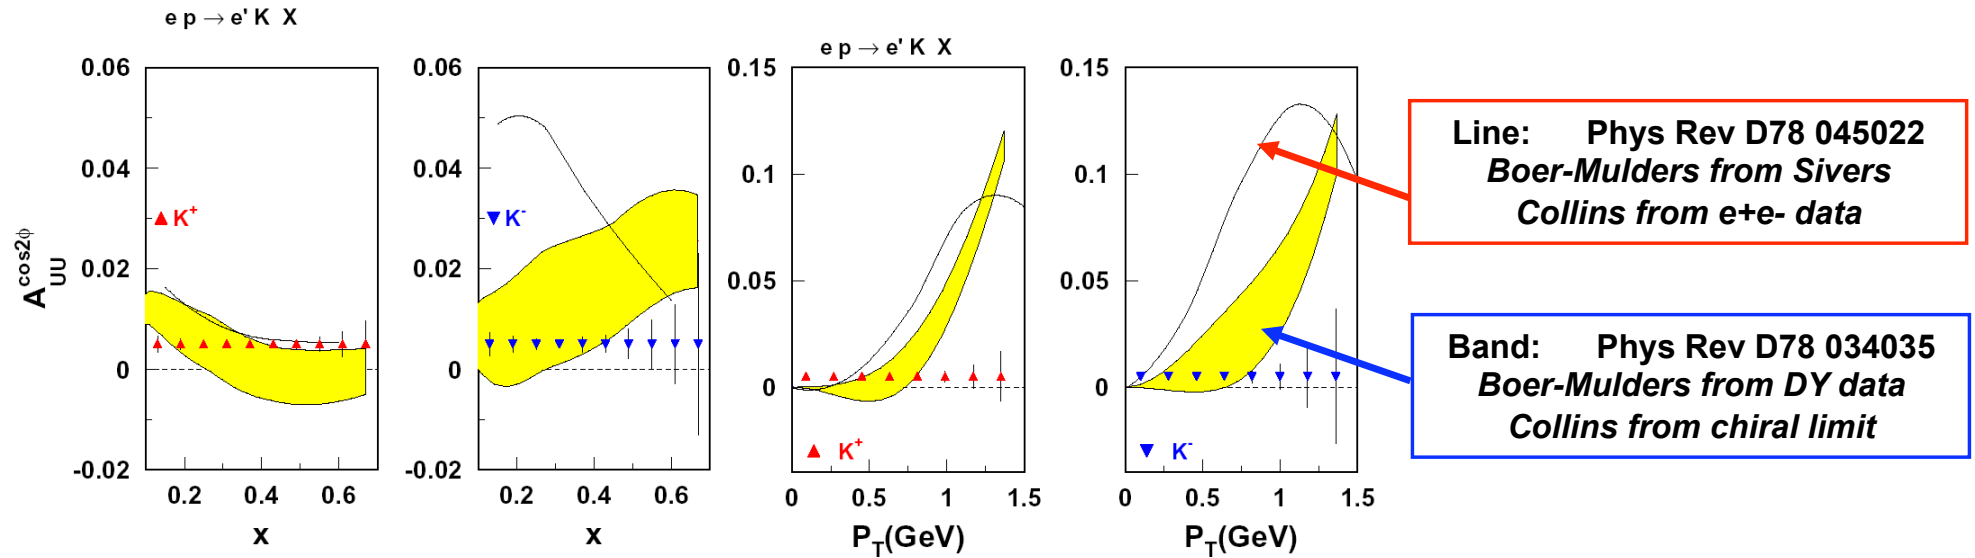 e p → e' K X
e p → e' K X
0.06
0.04
0.02
0
-0.02
A_UU^cos2ϕ
K+
0.2 0.4 0.6
x
0.06
0.04
0.02
0
-0.02
K-
0.2 0.4 0.6
x
0.15
0.1
0.05
0
K+
0 0.5 1 1.5
P_T(GeV)
0.15
0.1
0.05
0
K-
0 0.5 1 1.5
P_T(GeV)
Line: Phys Rev D78 045022
Boer-Mulders from Sivers
Collins from e+e- data
Band: Phys Rev D78 034035
Boer-Mulders from DY data
Collins from chiral limit